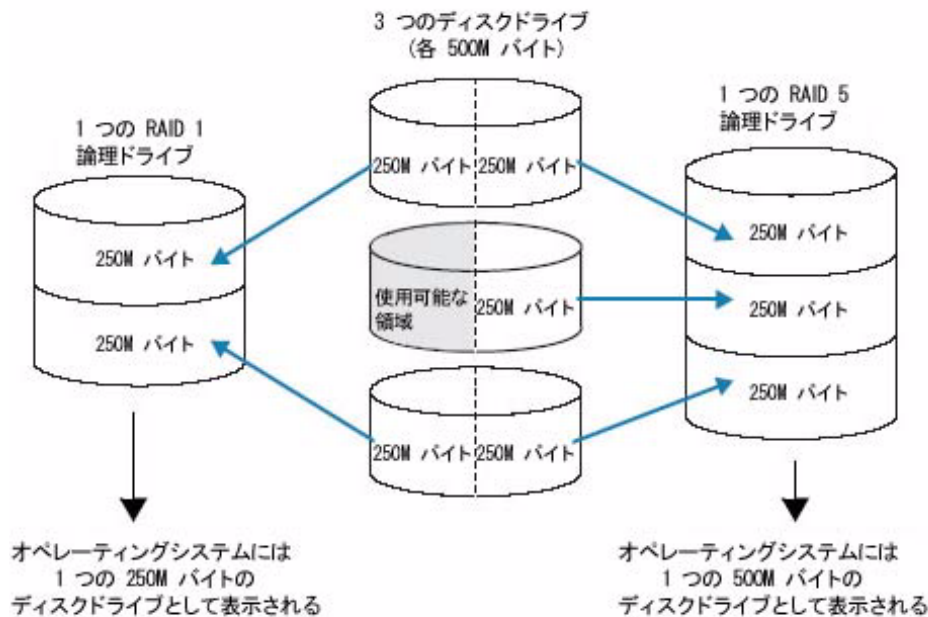 3 つのディスクドライブ
(各 500M バイト)
1 つの RAID 1
論理ドライブ
1 つの RAID 5
論理ドライブ
250M バイト 250M バイト
250M バイト
250M バイト
使用可能な
領域
250M バイト
250M バイト
250M バイト
250M バイト
250M バイト 250M バイト
250M バイト
オペレーティングシステムには
1 つの 250M バイトの
ディスクドライブとして表示される
オペレーティングシステムには
1 つの 500M バイトの
ディスクドライブとして表示される